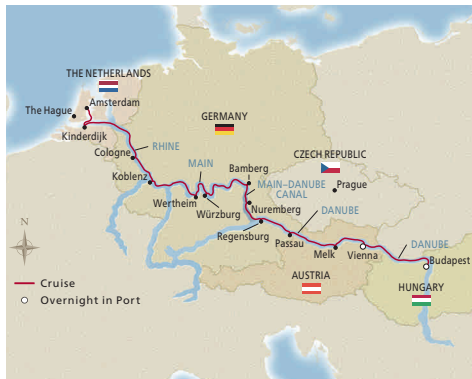 THE NETHERLANDS
Amsterdam
The Hague
Kinderdijk
GERMANY
RHINE
Cologne
Koblenz
MAIN
Bamberg
CZECH REPUBLIC
Prague
MAIN–DANUBE
CANAL
Wertheim
Würzburg
Nuremberg
DANUBE
Regensburg
Passau
Melk
Vienna
DANUBE
Budapest
AUSTRIA
HUNGARY
N
Cruise
Overnight in Port